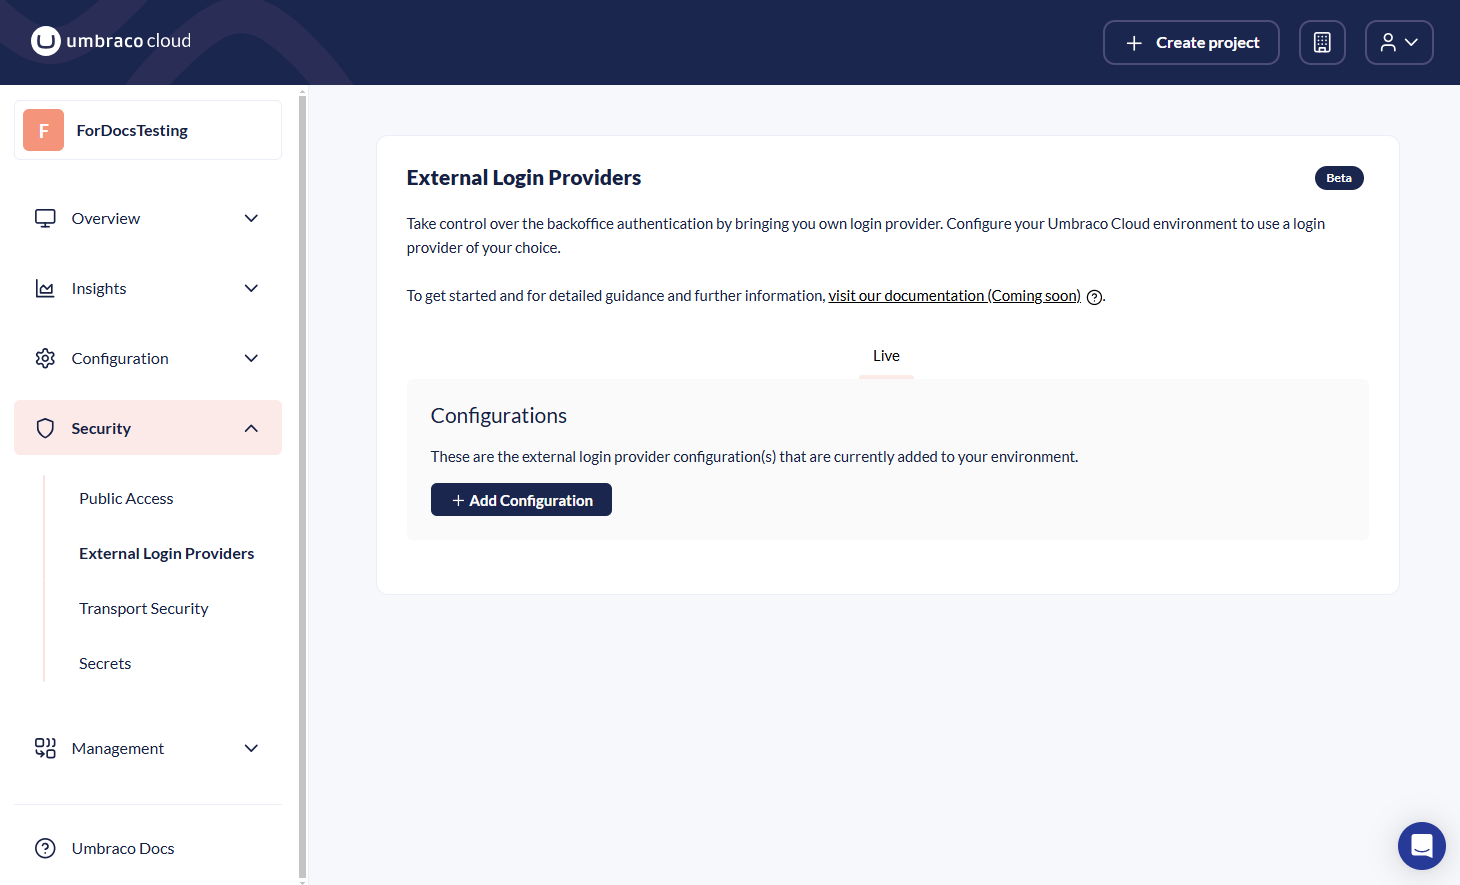 umbraco cloud
Create project
F
ForDocsTesting
Overview
Insights
Configuration
Security
Public Access
External Login Providers
Transport Security
Secrets
Management
Umbraco Docs
External Login Providers
Beta
Take control over the backoffice authentication by bringing you own login provider. Configure your Umbraco Cloud environment to use a login
provider of your choice.
To get started and for detailed guidance and further information, visit our documentation (Coming soon) ?.
Live
Configurations
These are the external login provider configuration(s) that are currently added to your environment.
+ Add Configuration